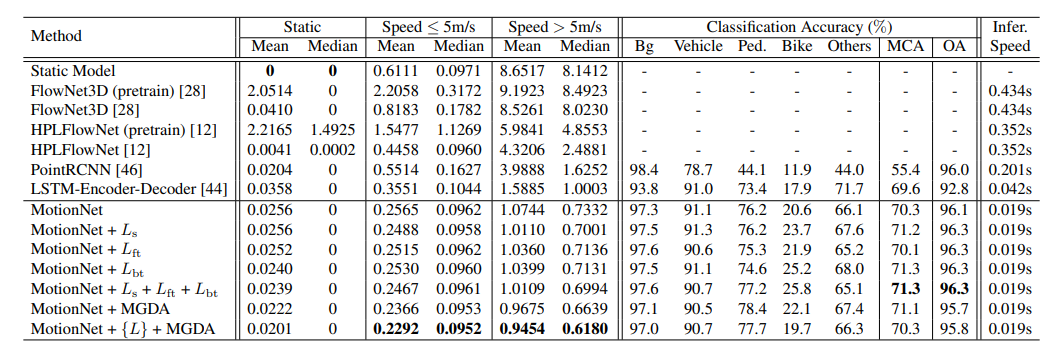 Method Static Speed ≤ 5m/s Speed > 5m/s Classification Accuracy (%) Infer.
Mean Median Mean Median Mean Median Bg Vehicle Ped. Bike Others MCA OA Speed
Static Model 0 0 0.6111 0.0971 8.6517 8.1412 - - - - - - - -
FlowNet3D (pretrain) [28] 2.0514 0 2.2058 0.3172 9.1923 8.4923 - - - - - - - 0.434s
FlowNet3D [28] 0.0410 0 0.8183 0.1782 8.5261 8.0230 - - - - - - - 0.434s
HPLFlowNet (pretrain) [12] 2.2165 1.4925 1.5477 1.1269 5.9841 4.8553 - - - - - - - 0.352s
HPLFlowNet [12] 0.0041 0.0002 0.4458 0.0960 4.3206 2.4881 - - - - - - - 0.352s
PointRCNN [46] 0.0204 0 0.5514 0.1627 3.9888 1.6252 98.4 78.7 44.1 11.9 44.0 55.4 96.0 0.201s
LSTM-Encoder-Decoder [44] 0.0358 0 0.3551 0.1044 1.5885 1.0003 93.8 91.0 73.4 17.9 71.7 69.6 92.8 0.042s
MotionNet 0.0256 0 0.2565 0.0962 1.0744 0.7332 97.3 91.1 76.2 20.6 66.1 70.3 96.1 0.019s
MotionNet + Ls 0.0256 0 0.2488 0.0958 1.0110 0.7001 97.5 91.3 76.2 23.7 67.6 71.2 96.3 0.019s
MotionNet + Lft 0.0252 0 0.2515 0.0962 1.0360 0.7136 97.6 90.6 75.3 21.9 65.2 70.1 96.3 0.019s
MotionNet + Lbt 0.0240 0 0.2530 0.0960 1.0399 0.7131 97.5 91.1 74.6 25.2 68.0 71.3 96.3 0.019s
MotionNet + Ls + Lft + Lbt 0.0239 0 0.2467 0.0961 1.0109 0.6994 97.6 90.7 77.2 25.8 65.1 71.3 96.3 0.019s
MotionNet + MGDA 0.0222 0 0.2366 0.0953 0.9675 0.6639 97.1 90.5 78.4 22.1 67.4 71.1 95.7 0.019s
MotionNet + {L} + MGDA 0.0201 0 0.2292 0.0952 0.9454 0.6180 97.0 90.7 77.7 19.7 66.3 70.3 95.8 0.019s